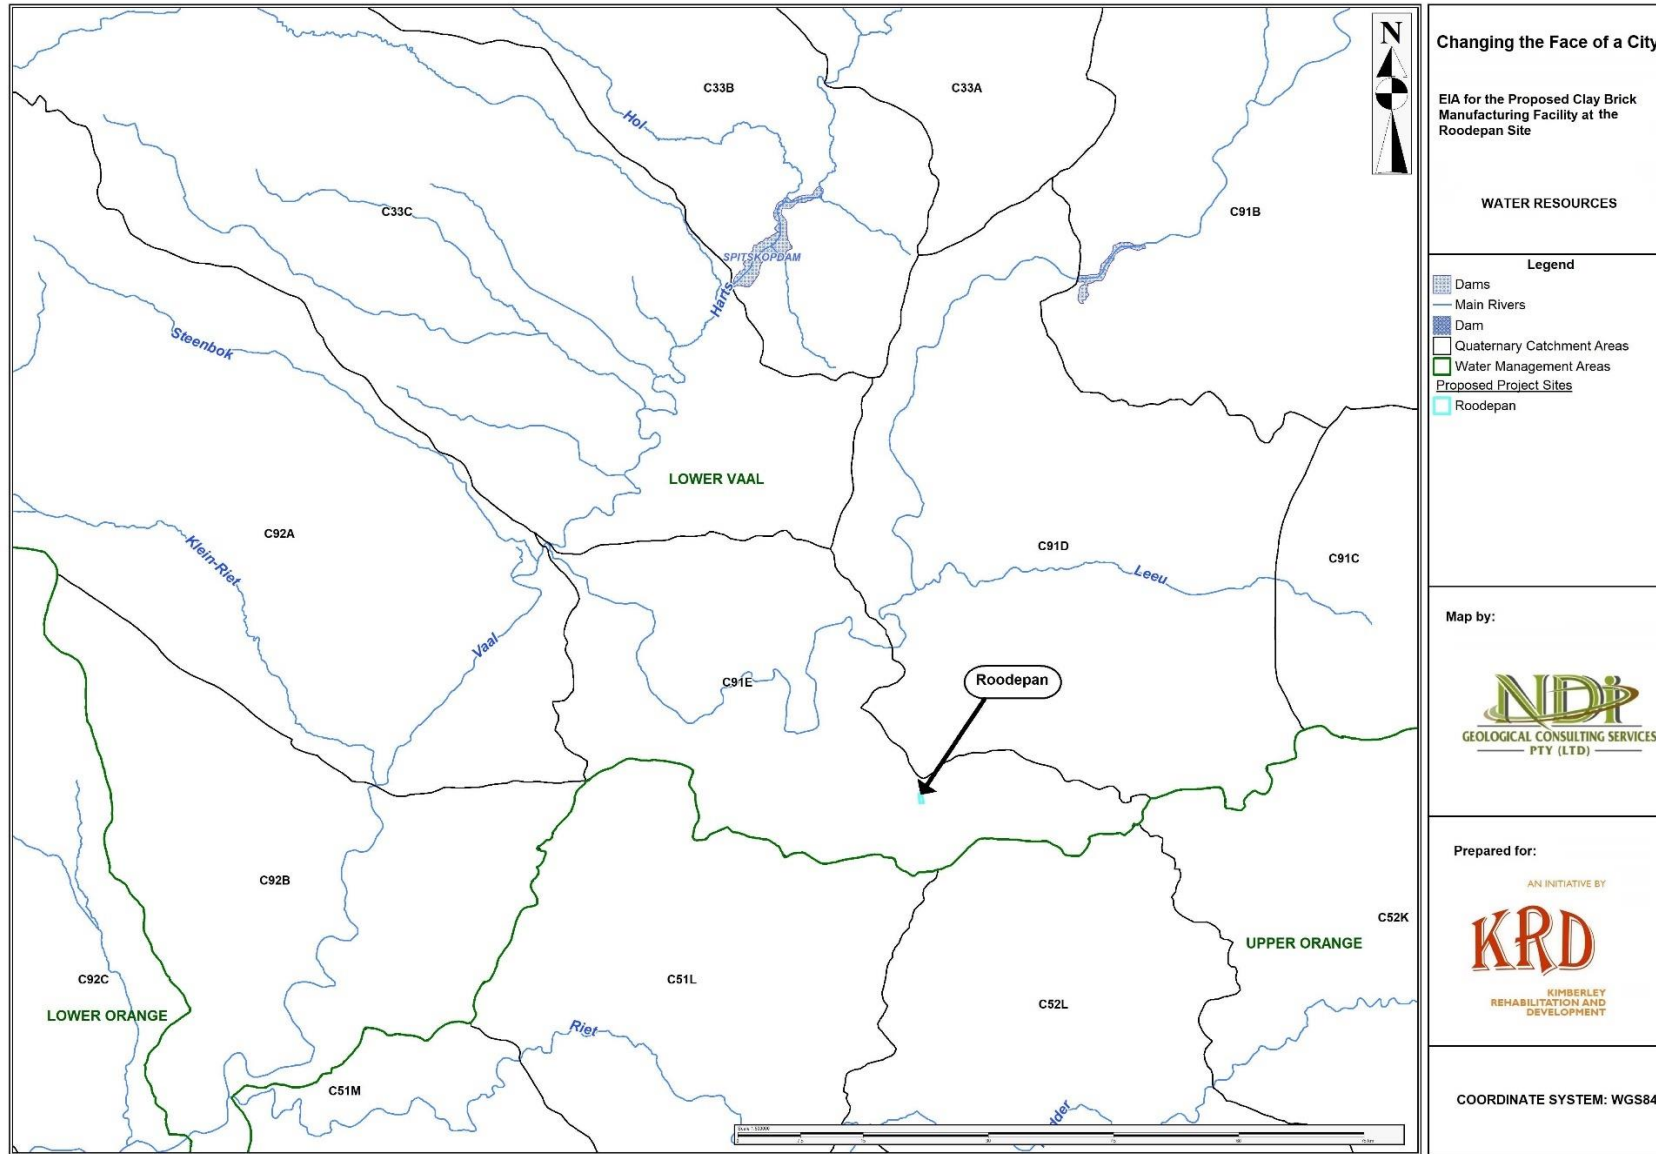 C33B
C33A
Hol
C91B
C33C
SPITSKOPDAM
Harts
Steenbok
LOWER VAAL
C92A
Klein-Riet
C91D
Leeu
C91C
Vaal
C91E
Roodepan
C92B
C52K
UPPER ORANGE
C92C
C51L
LOWER ORANGE
C52L
Riet
C51M
N
Changing the Face of a City
EIA for the Proposed Clay Brick
Manufacturing Facility at the
Roodepan Site
WATER RESOURCES
Legend
Dams
Main Rivers
Dam
Quaternary Catchment Areas
Water Management Areas
Proposed Project Sites
Roodepan
Map by:
NDi
GEOLOGICAL CONSULTING SERVICES
PTY (LTD)
Prepared for:
AN INITIATIVE BY
KRD
KIMBERLEY
REHABILITATION AND
DEVELOPMENT
COORDINATE SYSTEM: WGS84